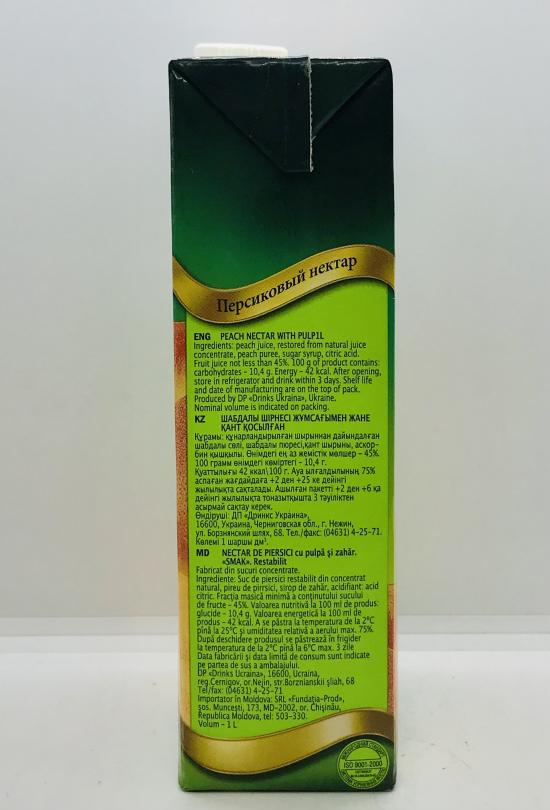 Персиковый нектар
ENG PEACH NECTAR WITH PULP1L
Ingredients: peach juice, restored from natural juice
concentrate, peach puree, sugar syrup, citric acid.
Fruit juice not less than 45%. 100 g of product contains:
carbohydrates – 10,4 g. Energy – 42 kcal. After opening,
store in refrigerator and drink within 3 days. Shelf life
and date of manufacturing are on the top of pack.
Produced by DP «Drinks Ukraina», Ukraine.
Nominal volume is indicated on packing.
KZ ШАБДАЛЫ ШІРНЕСІ ЖҰМСАҒЫМЕН ЖАНЕ
ҚАНТ ҚОСЫЛҒАН
Құрамы: құнарландырылған шырыннан дайындалған
шабдалы сөлі, шабдалы пюресі,қант шырыны, аскор-
бин қышқылы. Өнімдегі ең аз жемістік мөлшер – 45%.
100 грамм өнімдегі көміртегі – 10,4 г.
Қуаттылығы 42 ккал\100 г. Ауа ылғалдылығы­ның 75%
аспаған жағдайдаға +2 ден +25 ке дейінгі
жылылықта сақталады. Ашылған пакетті +2 ден +6 қа
дейінгі жылылықта тоназытқышта 3 тәуліктен
асырмай сақтау керек.
Өндіруші: ДП «Дринкс Украина»,
16600, Украина, Черниговская обл., г. Нежин,
ул. Борзнянский шлях, 68. Тел./факс: (04631) 4-25-71.
Көлемі 1 шаршы дм³.
MD NECTAR DE PIERSICI cu pulpă şi zahăr.
«SMAK». Restabilit
Fabricat din sucuri concentrate.
Ingrediente: Suc de piersici restabilit din concentrat
natural, pireu de pirrsici, sirop de zahăr, acidifiant: acid
citric. Fracţia masică minimă a conţinutului sucului
de fructe - 45%. Valoarea nutritivă la 100 ml de produs:
glucide - 10,4 g. Valoarea energetică la 100 ml de
produs – 42 kcal. A se păstra la temperatura de la 2°C
pînă la 25°C şi umiditatea relativă a aerului max. 75%.
După deschidere produsul se păstrează în frigider
la temperatura de la 2°C pînă la 6°C max. 3 zile
Data fabricării şi data limită de consum sunt indicate
pe partea de sus a ambalajului.
DP «Drinks Ucraina», 16600, Ucraina,
reg.Cernigov, or.Nejin, str.Borznianskii şliah, 68
Tel/fax: (04631) 4-25-71
Importator în Moldova: SRL «Fundaţia-Prod»,
şos. Munceşti, 173, MD-2002, or. Chişinău,
Republica Moldova, tel: 503-330.
Volum - 1 L
ISO 9001-2000